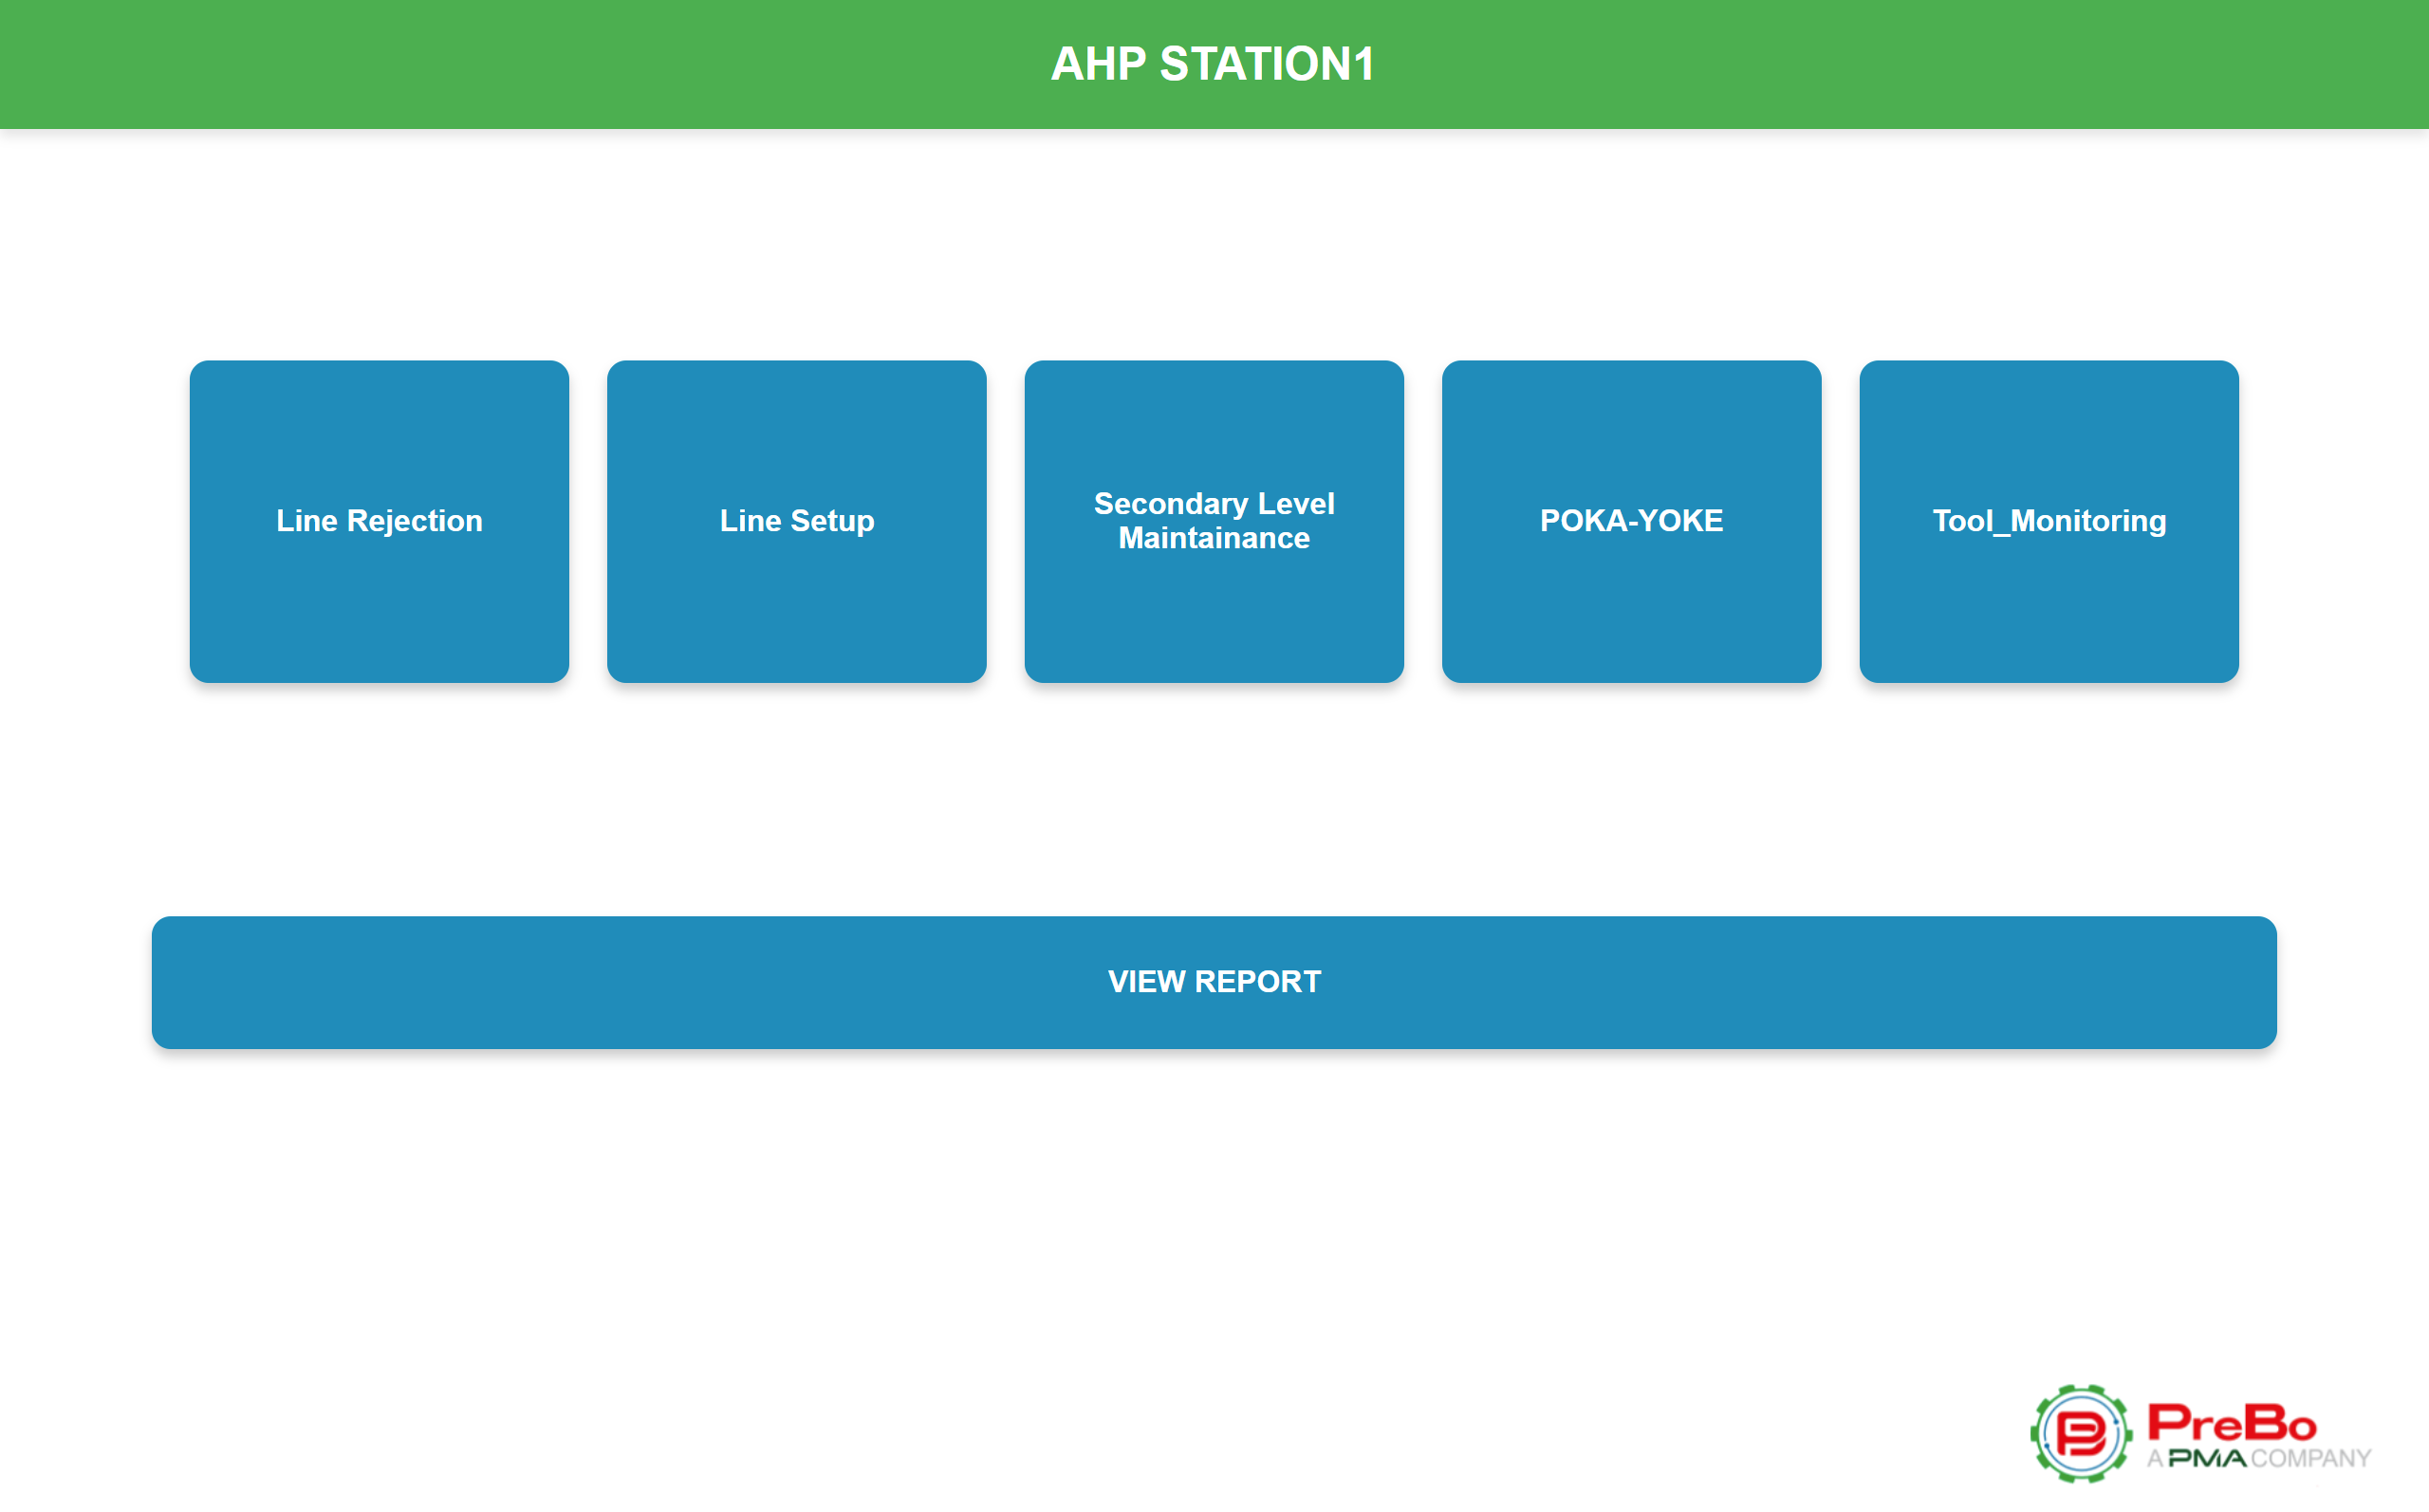 AHP STATION1
Line Rejection
Line Setup
Secondary Level
Maintainance
POKA-YOKE
Tool_Monitoring
VIEW REPORT
PreBo
A PMA COMPANY